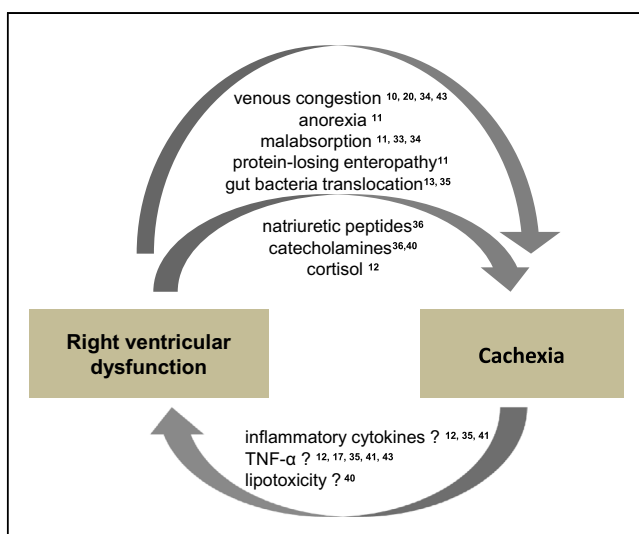 venous congestion 10, 20, 34, 43
anorexia 11
malabsorption 11, 33, 34
protein-losing enteropathy11
gut bacteria translocation13, 35
natriuretic peptides36
catecholamines36,40
cortisol 12
Right ventricular
dysfunction
Cachexia
inflammatory cytokines ? 12, 35, 41
TNF-α ? 12, 17, 35, 41, 43
lipotoxicity ? 40